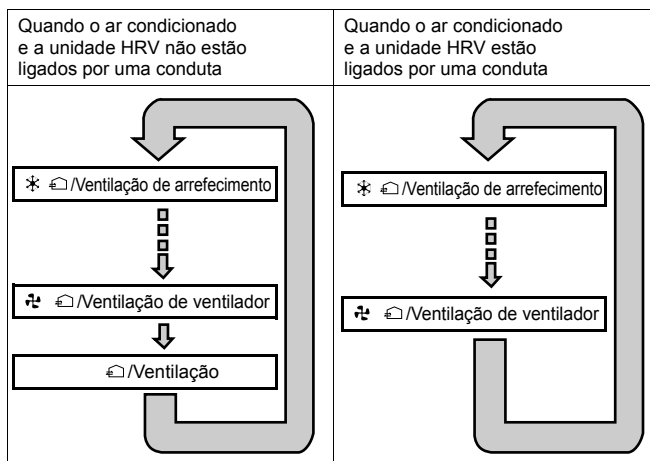 Quando o ar condicionado
e a unidade HRV não estão
ligados por uma conduta
/Ventilação de arrefecimento
/Ventilação de ventilador
/Ventilação
Quando o ar condicionado
e a unidade HRV estão
ligados por uma conduta
/Ventilação de arrefecimento
/Ventilação de ventilador